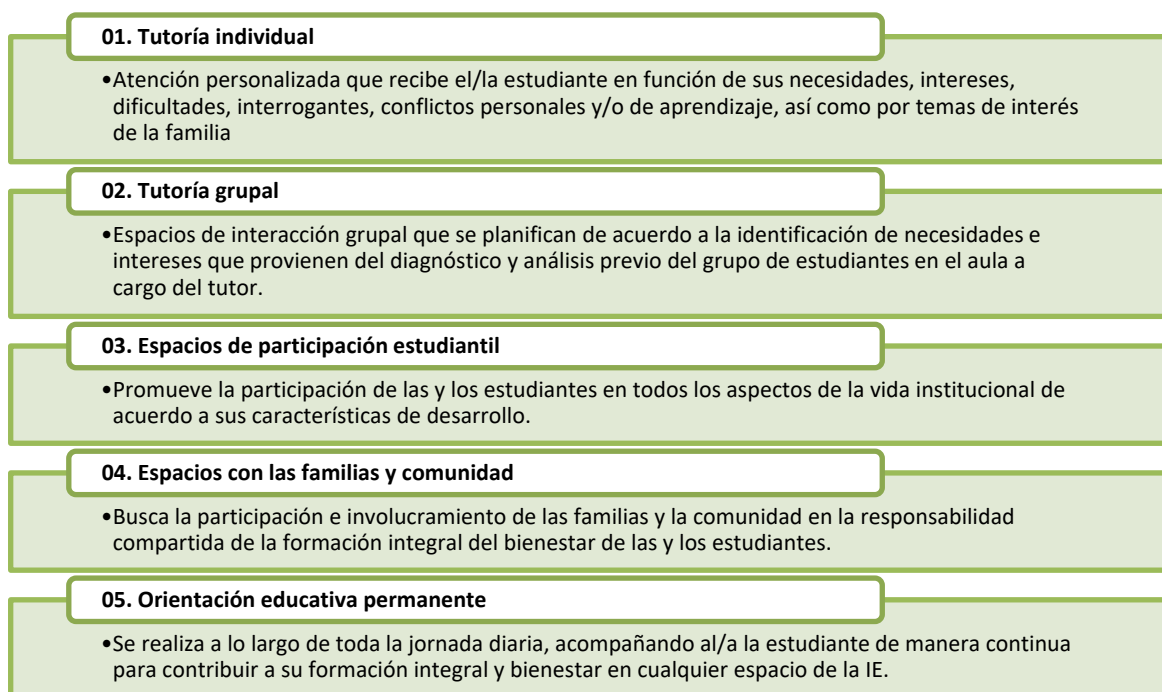 01. Tutoría individual
•Atención personalizada que recibe el/la estudiante en función de sus necesidades, intereses,
dificultades, interrogantes, conflictos personales y/o de aprendizaje, así como por temas de interés
de la familia
02. Tutoría grupal
•Espacios de interacción grupal que se planifican de acuerdo a la identificación de necesidades e
intereses que provienen del diagnóstico y análisis previo del grupo de estudiantes en el aula a
cargo del tutor.
03. Espacios de participación estudiantil
•Promueve la participación de las y los estudiantes en todos los aspectos de la vida institucional de
acuerdo a sus características de desarrollo.
04. Espacios con las familias y comunidad
•Busca la participación e involucramiento de las familias y la comunidad en la responsabilidad
compartida de la formación integral del bienestar de las y los estudiantes.
05. Orientación educativa permanente
•Se realiza a lo largo de toda la jornada diaria, acompañando al/a la estudiante de manera continua
para contribuir a su formación integral y bienestar en cualquier espacio de la IE.